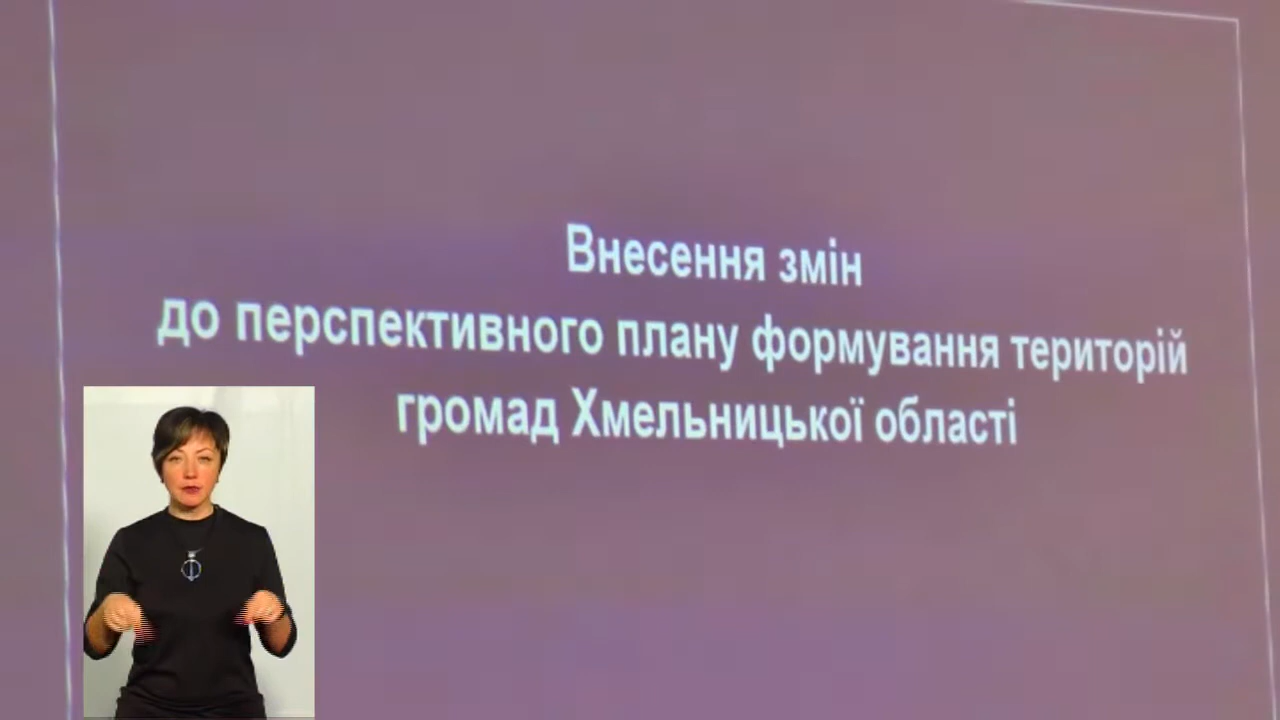 Внесення змін
до перспективного плану формування територій
громад Хмельницької області